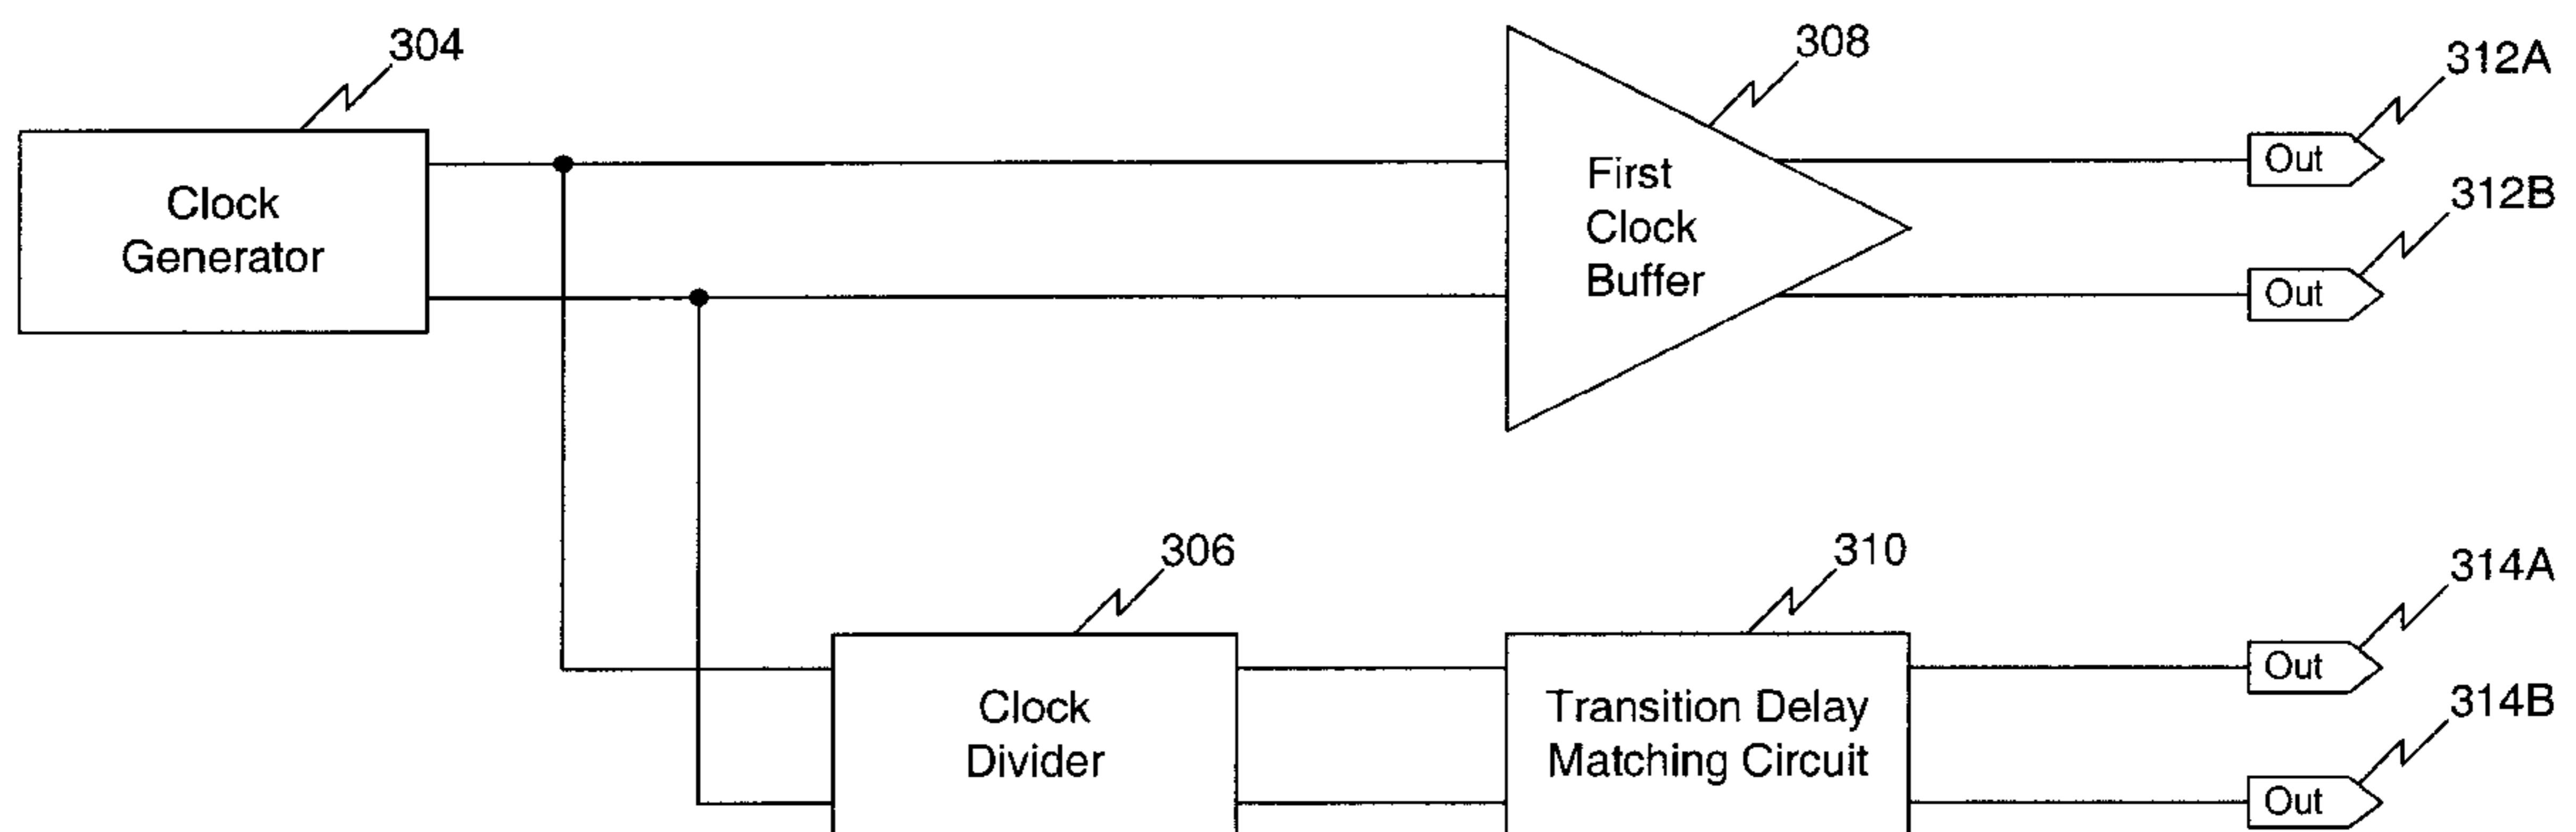 304
308
312A
Clock
Generator
First
Clock
Buffer
Out
312B
Out
306
310
314A
Clock
Divider
Transition Delay
Matching Circuit
Out
314B
Out